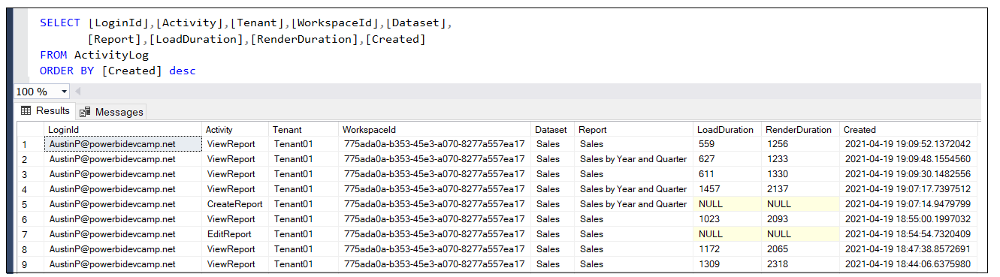 SELECT [LoginId],[Activity],[Tenant],[WorkspaceId],[Dataset],
[Report],[LoadDuration],[RenderDuration],[Created]
FROM ActivityLog
ORDER BY [Created] desc
100 %
Results Messages
LoginId Activity Tenant WorkspaceId Dataset Report LoadDuration RenderDuration Created
1 AustinP@powerbidevcamp.net ViewReport Tenant01 775ada0a-b353-45e3-a070-8277a557ea17 Sales Sales 559 1256 2021-04-19 19:09:52.1372042
2 AustinP@powerbidevcamp.net ViewReport Tenant01 775ada0a-b353-45e3-a070-8277a557ea17 Sales Sales by Year and Quarter 627 1233 2021-04-19 19:09:48.1554560
3 AustinP@powerbidevcamp.net ViewReport Tenant01 775ada0a-b353-45e3-a070-8277a557ea17 Sales Sales 611 1330 2021-04-19 19:09:30.1482556
4 AustinP@powerbidevcamp.net ViewReport Tenant01 775ada0a-b353-45e3-a070-8277a557ea17 Sales Sales by Year and Quarter 1457 2137 2021-04-19 19:07:17.7397512
5 AustinP@powerbidevcamp.net CreateReport Tenant01 775ada0a-b353-45e3-a070-8277a557ea17 Sales Sales by Year and Quarter NULL NULL 2021-04-19 19:07:14.9479799
6 AustinP@powerbidevcamp.net ViewReport Tenant01 775ada0a-b353-45e3-a070-8277a557ea17 Sales Sales 1023 2093 2021-04-19 18:55:00.1997032
7 AustinP@powerbidevcamp.net EditReport Tenant01 775ada0a-b353-45e3-a070-8277a557ea17 Sales Sales NULL NULL 2021-04-19 18:54:54.7320409
8 AustinP@powerbidevcamp.net ViewReport Tenant01 775ada0a-b353-45e3-a070-8277a557ea17 Sales Sales 1172 2065 2021-04-19 18:47:38.8572691
9 AustinP@powerbidevcamp.net ViewReport Tenant01 775ada0a-b353-45e3-a070-8277a557ea17 Sales Sales 1309 2318 2021-04-19 18:44:06.6375980